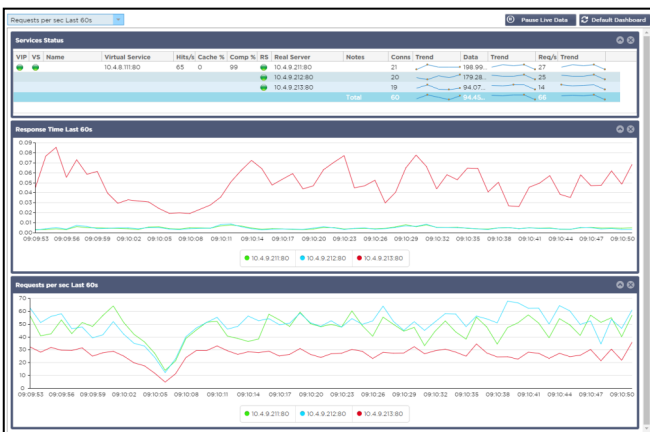 Requests per sec Last 60s
Pause Live Data
Default Dashboard
Services Status
VIP VS Name Virtual Service Hits/s Cache % Comp % RS Real Server Notes Conns Trend Data Trend Req/s Trend
10.4.8.111:80 65 0 99 10.4.9.211:80 21 198.99... 27
10.4.9.212:80 20 179.28... 25
10.4.9.213:80 19 94.07... 14
Total 60 94.45... 66
Response Time Last 60s
0.09
0.08
0.07
0.06
0.05
0.04
0.03
0.02
0.01
0.00
09:09:53 09:09:56 09:09:59 09:10:02 09:10:05 09:10:08 09:10:11 09:10:14 09:10:17 09:10:20 09:10:23 09:10:26 09:10:29 09:10:32 09:10:35 09:10:38 09:10:41 09:10:44 09:10:47 09:10:50
10.4.9.211:80 10.4.9.212:80 10.4.9.213:80
Requests per sec Last 60s
70
60
50
40
30
20
10
0
09:09:53 09:09:56 09:09:59 09:10:02 09:10:05 09:10:08 09:10:11 09:10:14 09:10:17 09:10:20 09:10:23 09:10:26 09:10:29 09:10:32 09:10:35 09:10:38 09:10:41 09:10:44 09:10:47 09:10:50
10.4.9.211:80 10.4.9.212:80 10.4.9.213:80